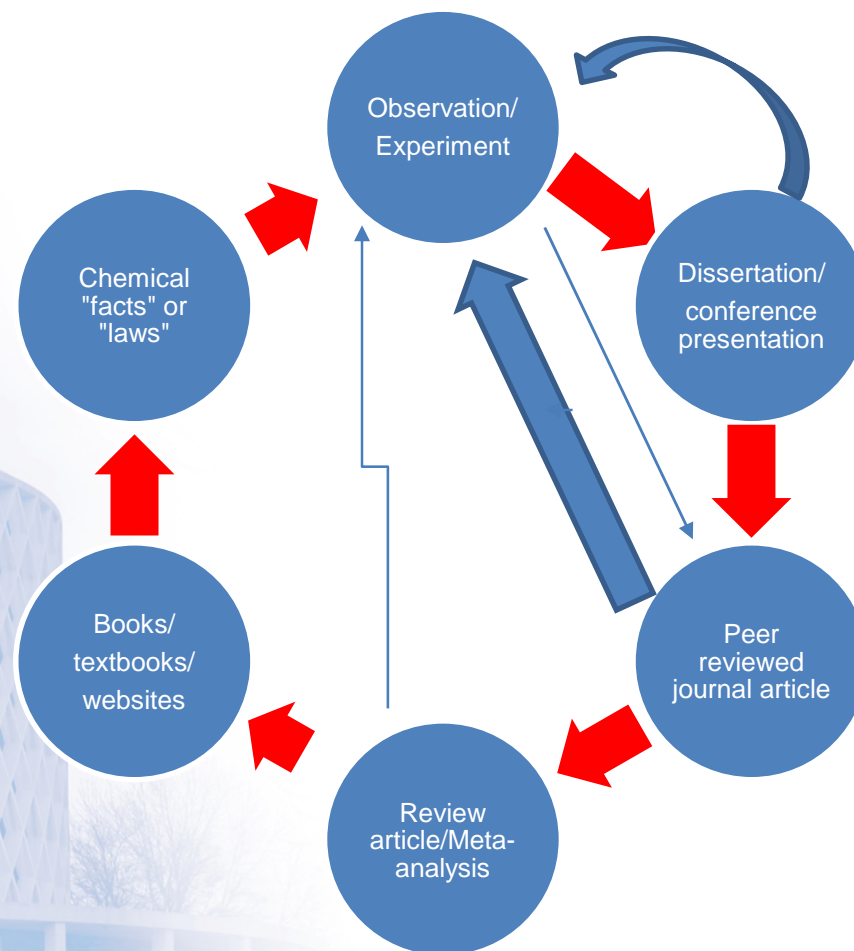 Observation/
Experiment
Dissertation/
conference
presentation
Peer
reviewed
journal article
Review
article/Meta-
analysis
Books/
textbooks/
websites
Chemical
"facts" or
"laws"